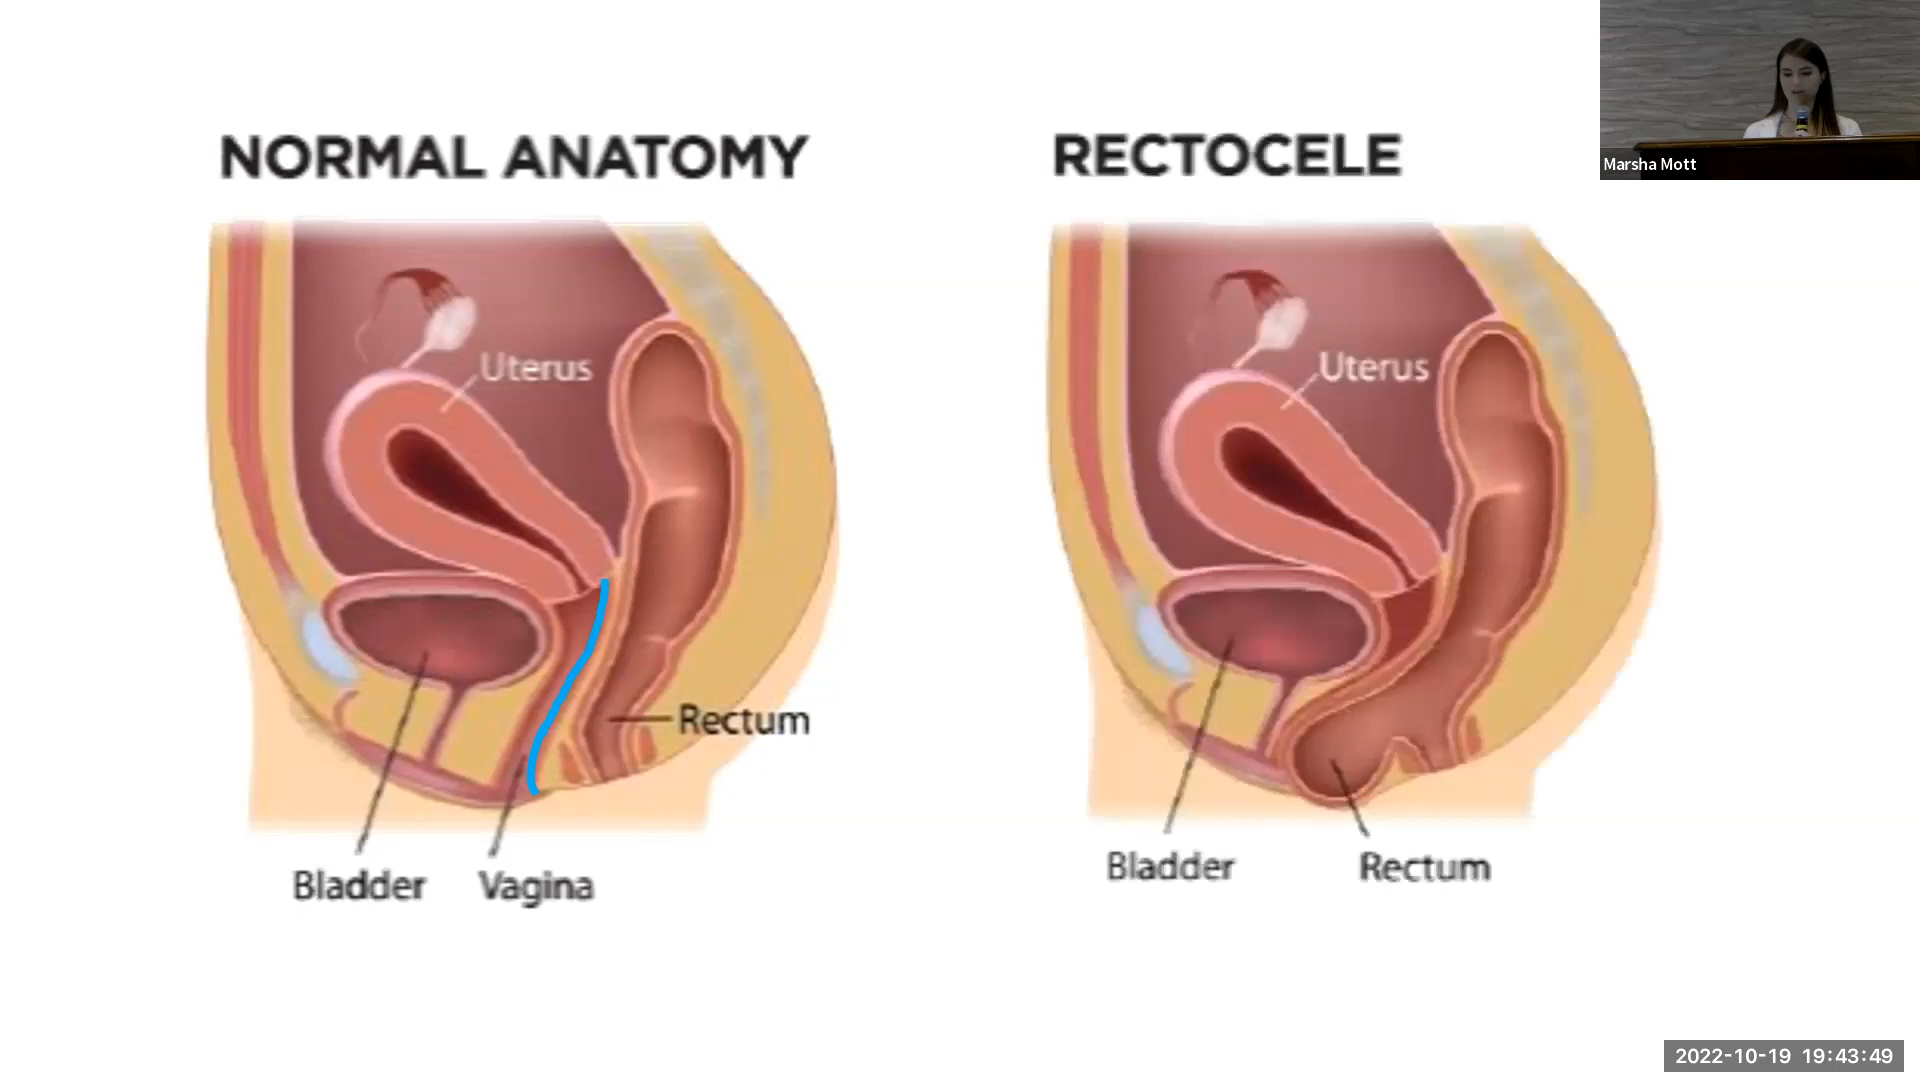 NORMAL ANATOMY
RECTOCELE
Marsha Mott
Uterus
Uterus
Rectum
Bladder
Vagina
Bladder
Rectum
2022-10-19 19:43:49